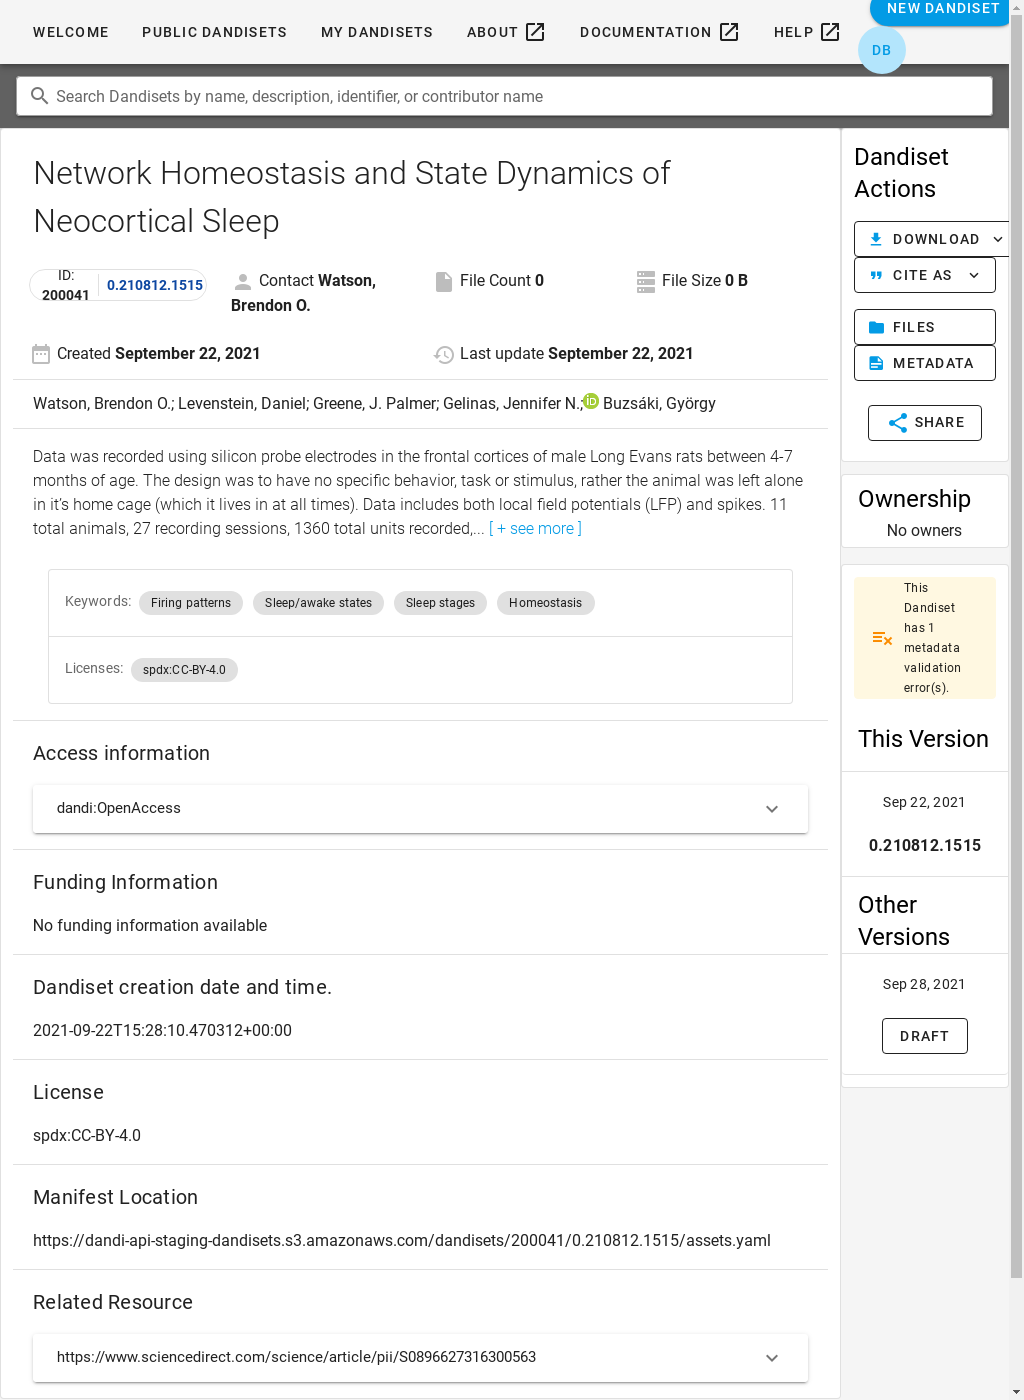 WELCOME PUBLIC DANDISETS MY DANDISETS ABOUT DOCUMENTATION HELP NEW DANDISET
DB
Search Dandisets by name, description, identifier, or contributor name
Network Homeostasis and State Dynamics of
Neocortical Sleep
ID:
200041 0.210812.1515
Contact Watson,
Brendon O.
File Count 0
File Size 0 B
Created September 22, 2021
Last update September 22, 2021
Watson, Brendon O.; Levenstein, Daniel; Greene, J. Palmer; Gelinas, Jennifer N.; iD Buzsáki, György
Data was recorded using silicon probe electrodes in the frontal cortices of male Long Evans rats between 4-7
months of age. The design was to have no specific behavior, task or stimulus, rather the animal was left alone
in it’s home cage (which it lives in at all times). Data includes both local field potentials (LFP) and spikes. 11
total animals, 27 recording sessions, 1360 total units recorded,... [ + see more ]
Keywords: Firing patterns Sleep/awake states Sleep stages Homeostasis
Licenses: spdx:CC-BY-4.0
Access information
dandi:OpenAccess
Funding Information
No funding information available
Dandiset creation date and time.
2021-09-22T15:28:10.470312+00:00
License
spdx:CC-BY-4.0
Manifest Location
https://dandi-api-staging-dandisets.s3.amazonaws.com/dandisets/200041/0.210812.1515/assets.yaml
Related Resource
https://www.sciencedirect.com/science/article/pii/S0896627316300563
Dandiset
Actions
DOWNLOAD
CITE AS
FILES
METADATA
SHARE
Ownership
No owners
This
Dandiset
has 1
metadata
validation
error(s).
This Version
Sep 22, 2021
0.210812.1515
Other
Versions
Sep 28, 2021
DRAFT